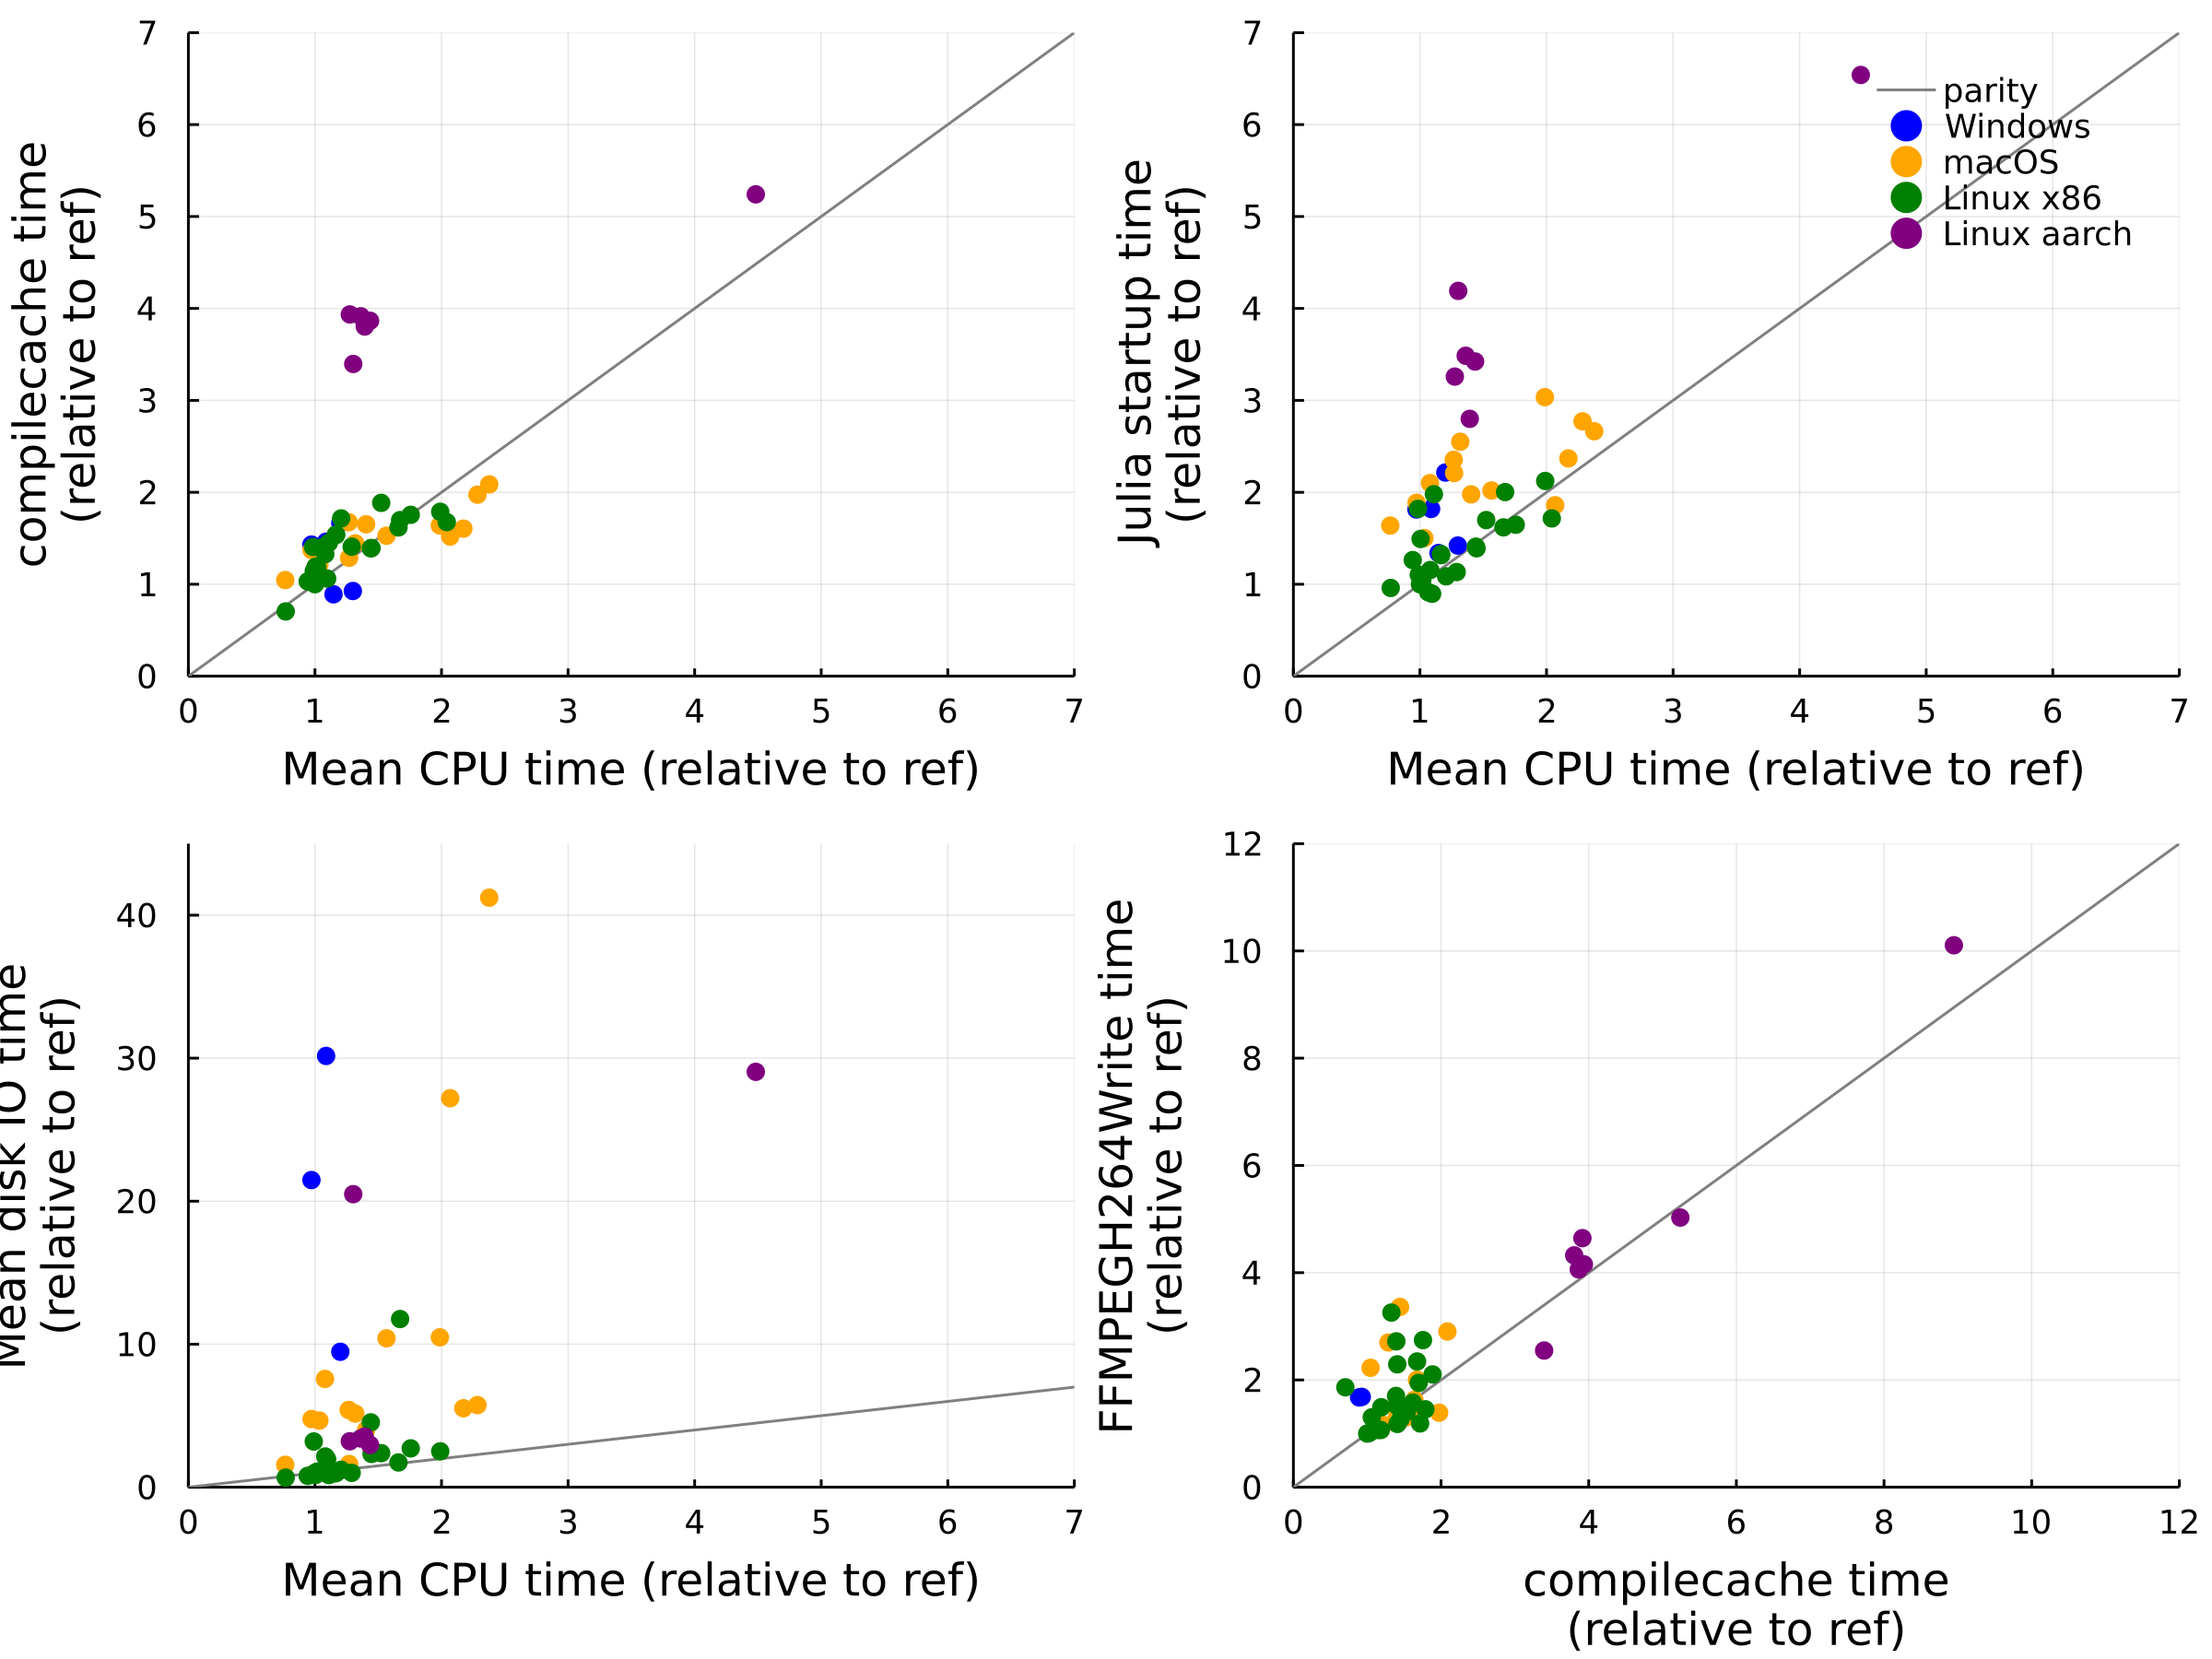 compilecache time
(relative to ref)
7
6
5
4
3
2
1
0
0 1 2 3 4 5 6 7
Mean CPU time (relative to ref)
Julia startup time
(relative to ref)
7
6
5
4
3
2
1
0
parity
Windows
macOS
Linux x86
Linux aarch
0 1 2 3 4 5 6 7
Mean CPU time (relative to ref)
Mean disk IO time
(relative to ref)
40
30
20
10
0
0 1 2 3 4 5 6 7
Mean CPU time (relative to ref)
FFMPEGH264Write time
(relative to ref)
12
10
8
6
4
2
0
0 2 4 6 8 10 12
compilecache time
(relative to ref)